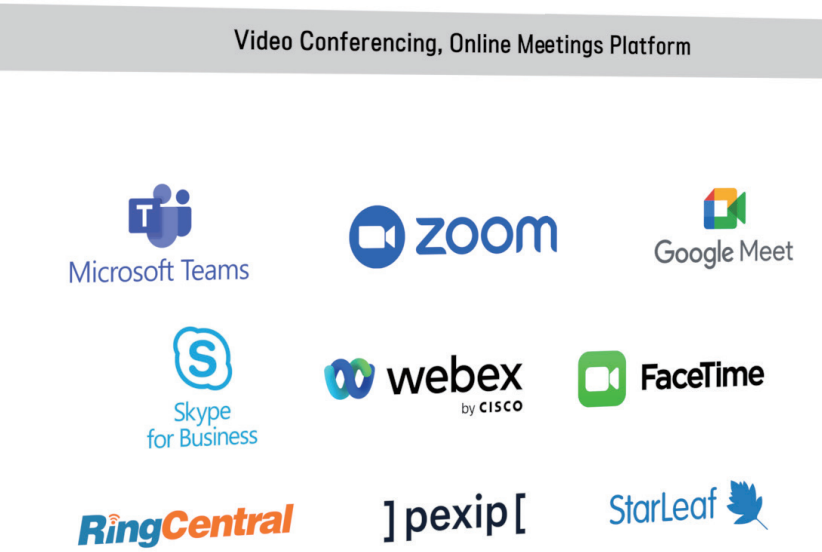 Video Conferencing, Online Meetings Platform
T
Microsoft Teams
zoom
Google Meet
S
Skype
for Business
webex
by CISCO
FaceTime
RingCentral
]pexip[
StarLeaf